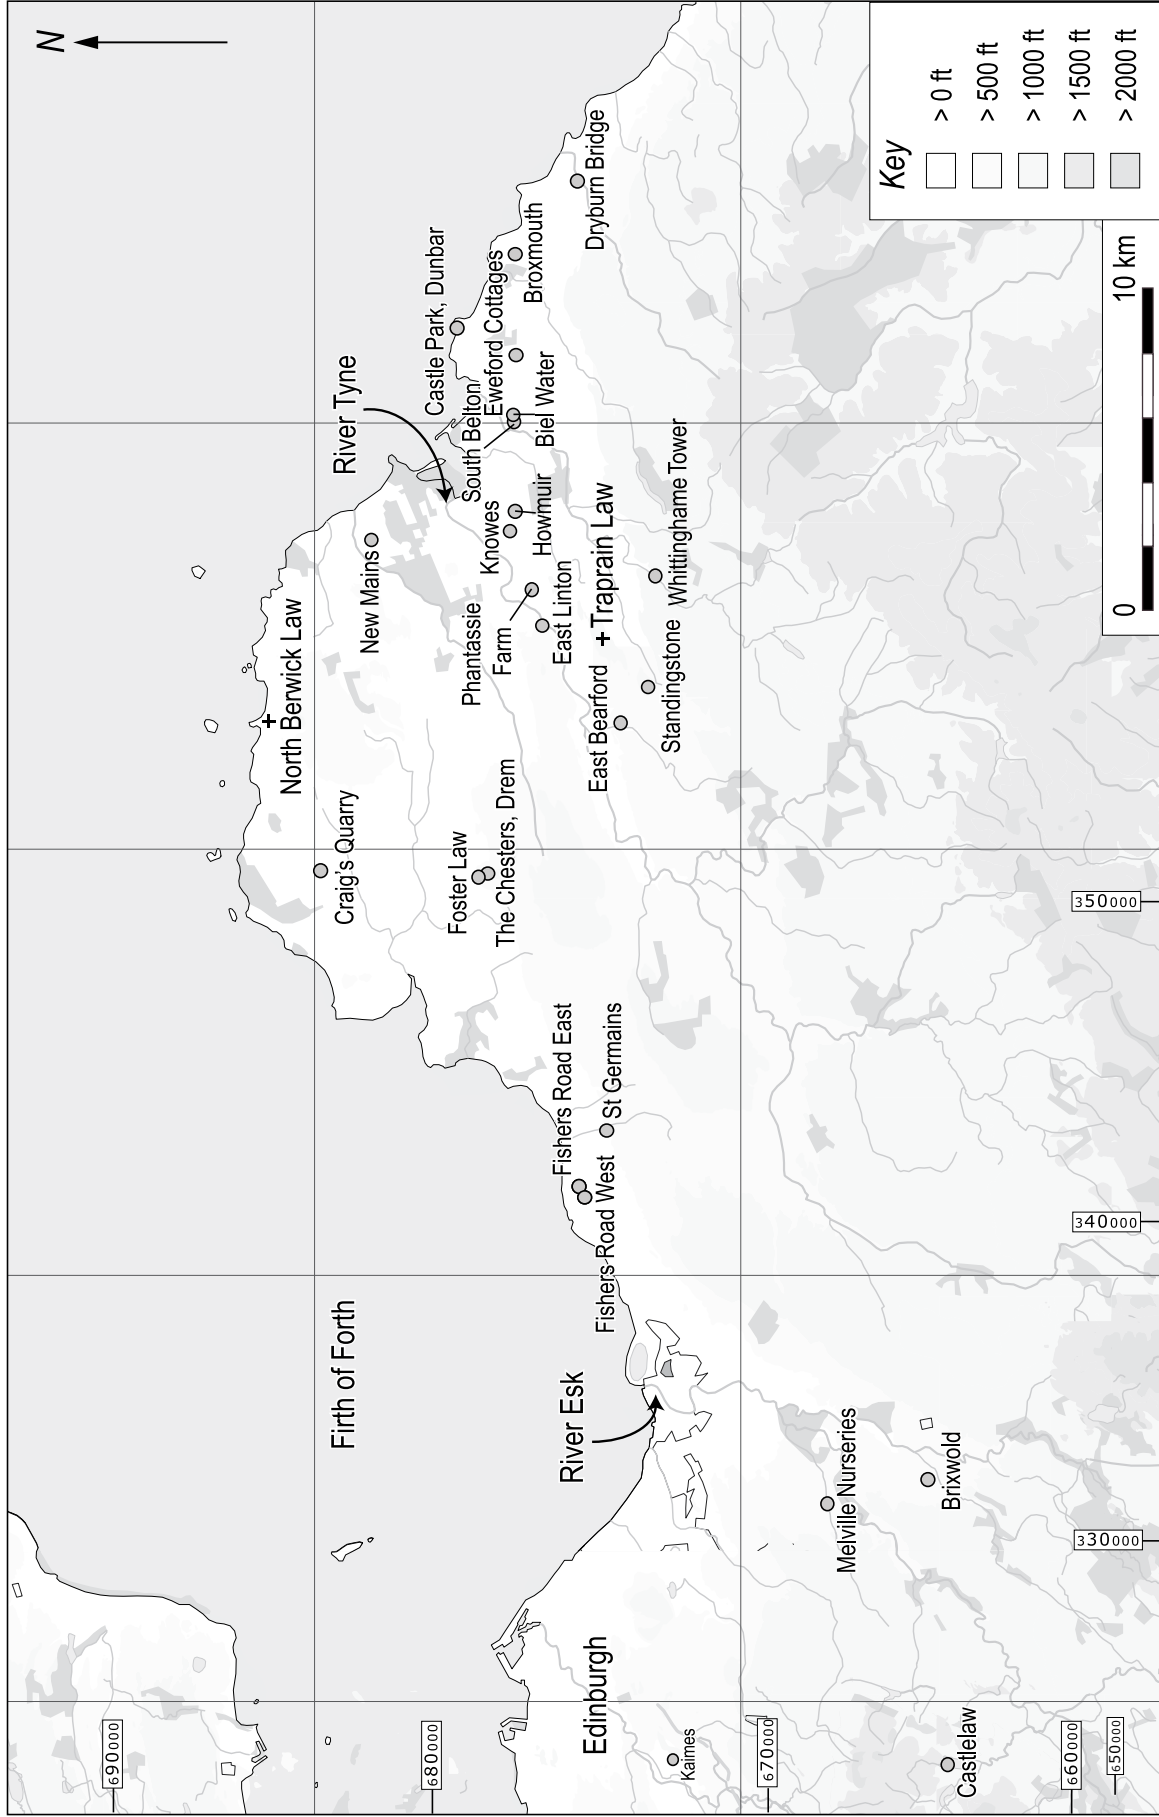 N
Key
> 0 ft
> 500 ft
> 1000 ft
> 1500 ft
> 2000 ft
0
10 km
690000
680000
670000
660000
650000
330000
340000
350000
Firth of Forth
River Esk
River Tyne
Edinburgh
Kaimes
Castlelaw
Melville Nurseries
Brixwold
Fishers Road West
Fishers Road East
St Germains
Craig's Quarry
Foster Law
The Chesters, Drem
North Berwick Law
New Mains
East Bearford
Standingstone
Traprain Law
Whittinghame Tower
Phantassie
Farm
East Linton
Knowes
Howmuir
South Belton
Biel Water
Eweford Cottages
Castle Park, Dunbar
Broxmouth
Dryburn Bridge